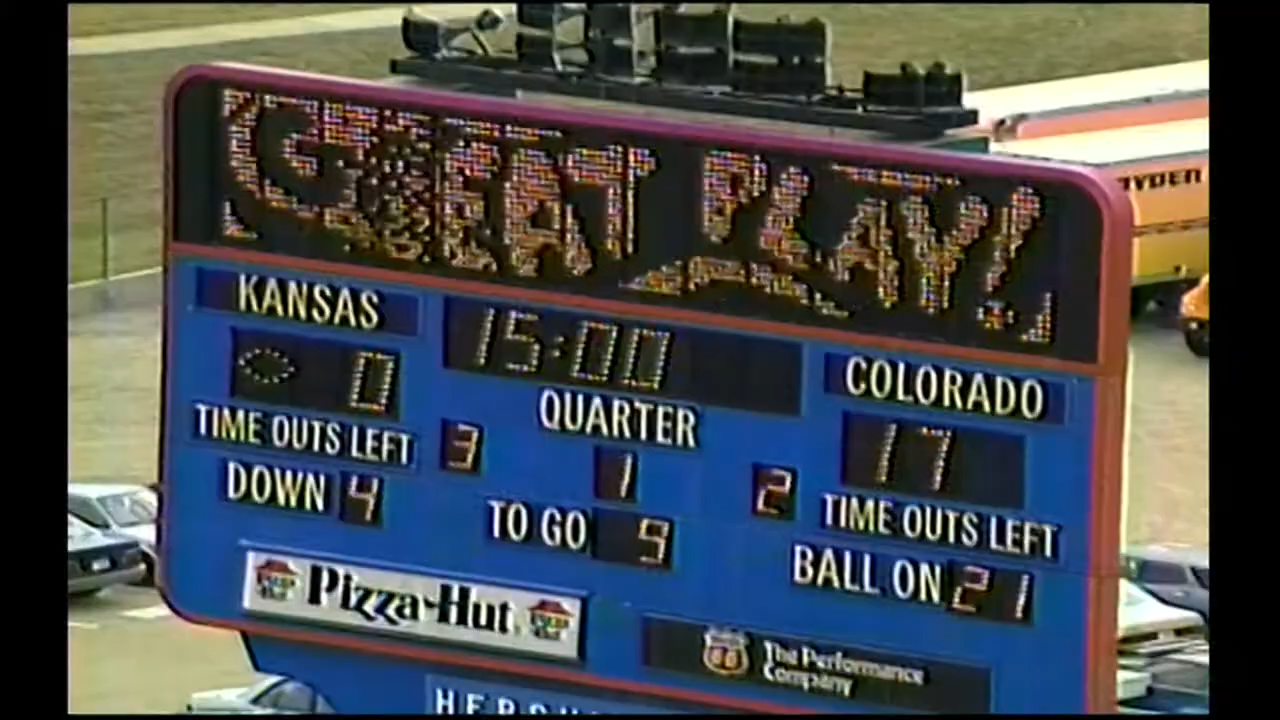 GREAT PLAY!
KANSAS
15:00
0
COLORADO
QUARTER
17
TIME OUTS LEFT 3
1
2 TIME OUTS LEFT
DOWN 4
TO GO 9
BALL ON 21
Pizza Hut
66
The Performance Company